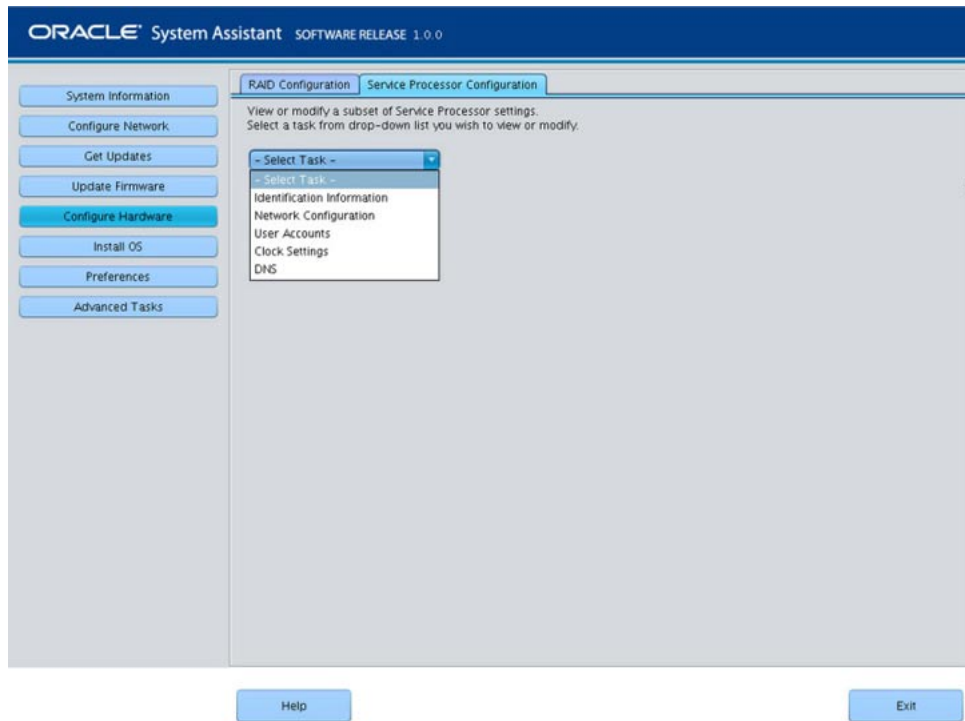 ORACLE System Assistant SOFTWARE RELEASE 1.0.0
System Information
Configure Network
Get Updates
Update Firmware
Configure Hardware
Install OS
Preferences
Advanced Tasks
RAID Configuration
Service Processor Configuration
View or modify a subset of Service Processor settings.
Select a task from drop-down list you wish to view or modify.
- Select Task -
- Select Task -
Identification Information
Network Configuration
User Accounts
Clock Settings
DNS
Help
Exit